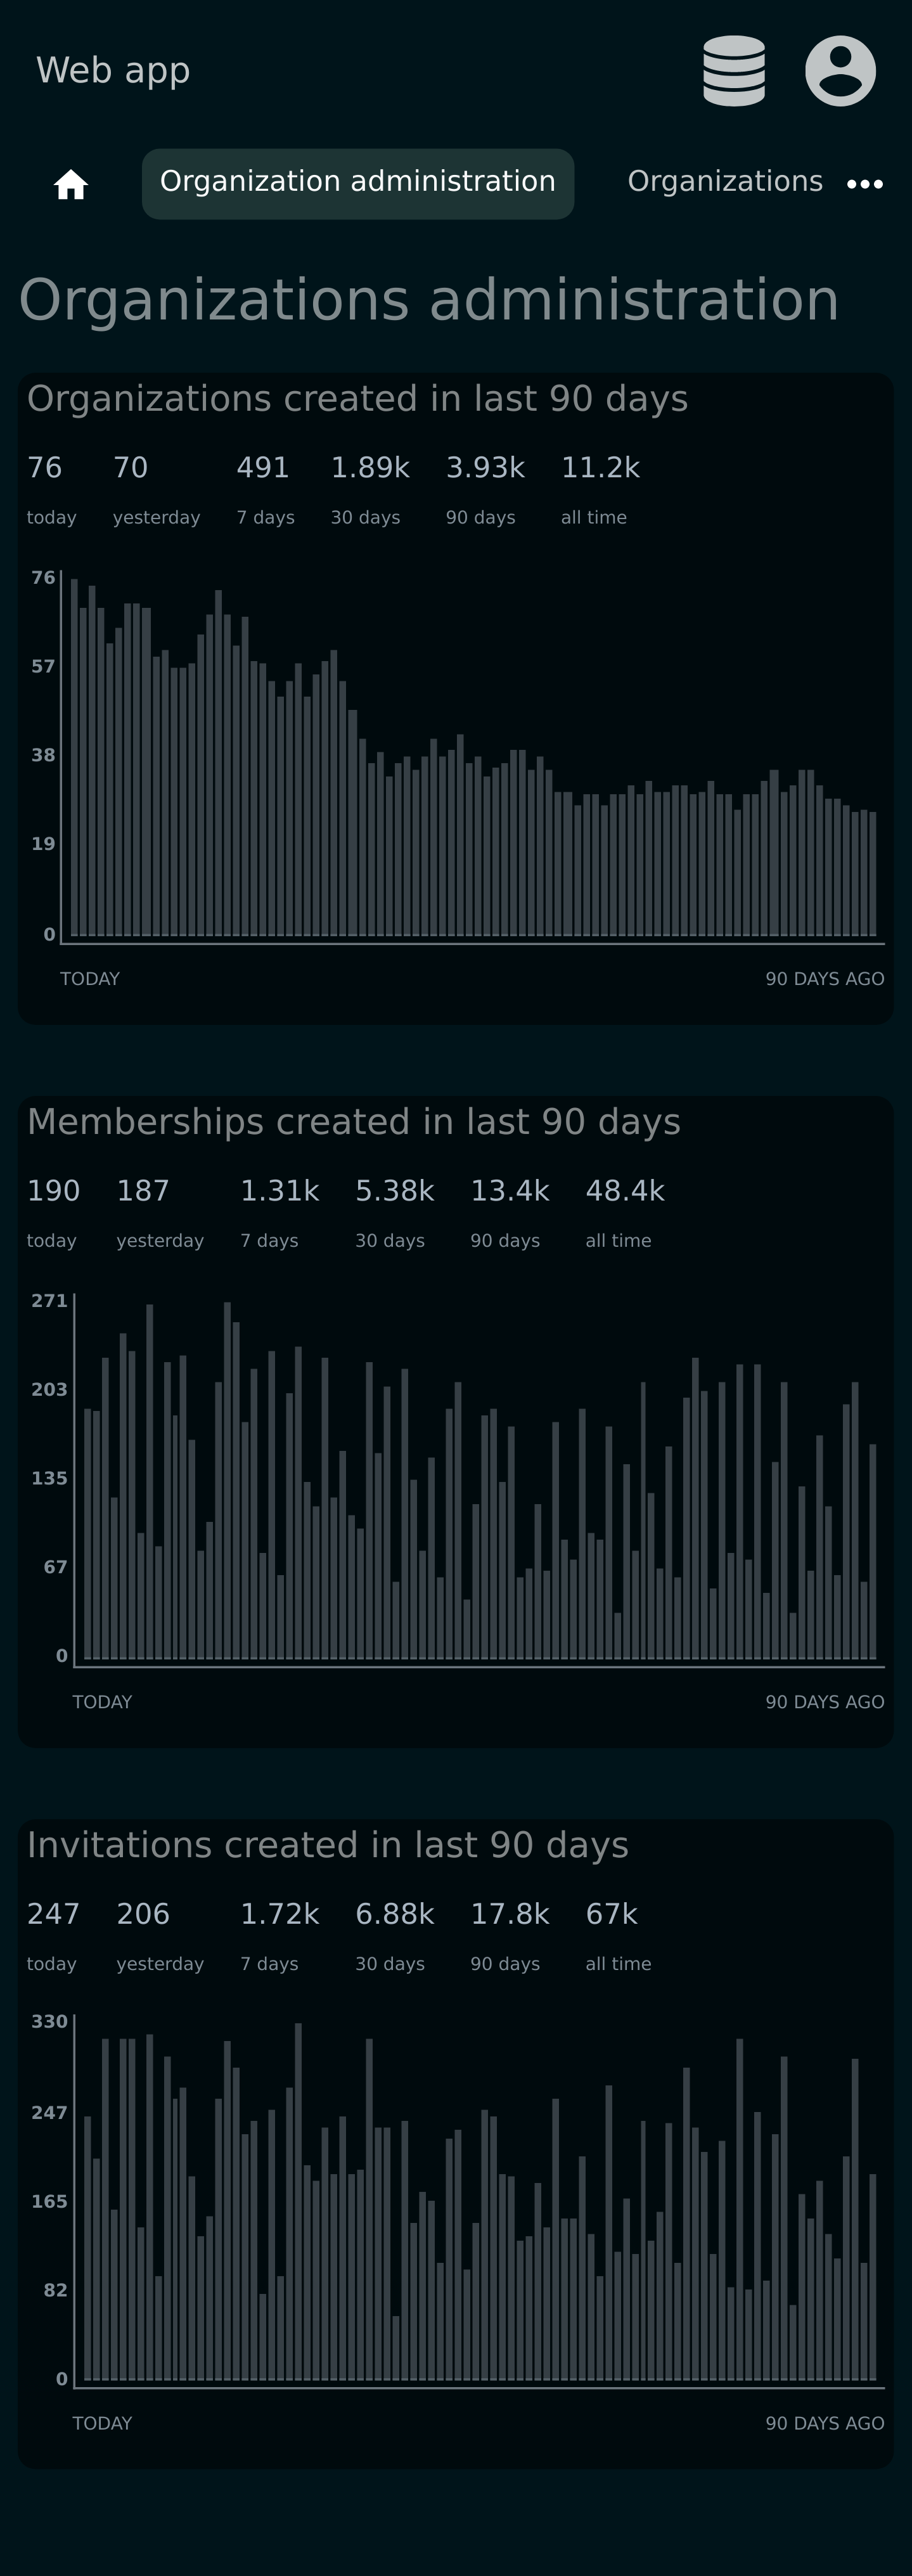 Web app
Organization administration Organizations
Organizations administration
Organizations created in last 90 days
76 70 491 1.89k 3.93k 11.2k
today yesterday 7 days 30 days 90 days all time
76
57
38
19
0
TODAY 90 DAYS AGO
Memberships created in last 90 days
190 187 1.31k 5.38k 13.4k 48.4k
today yesterday 7 days 30 days 90 days all time
271
203
135
67
0
TODAY 90 DAYS AGO
Invitations created in last 90 days
247 206 1.72k 6.88k 17.8k 67k
today yesterday 7 days 30 days 90 days all time
330
247
165
82
0
TODAY 90 DAYS AGO